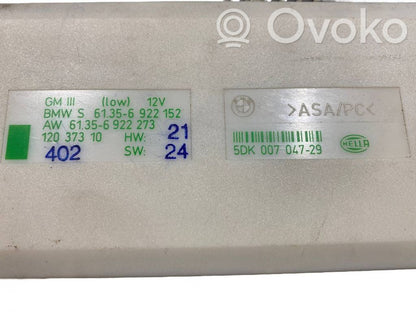 Ovoko
GM III (low) 12V
BMW S 61.35-6 922 152
AW 61.35-6 922 273
120 373 10 HW: 21
402 SW: 24
>ASA/PC<
5DK 007 047-29
HELLA